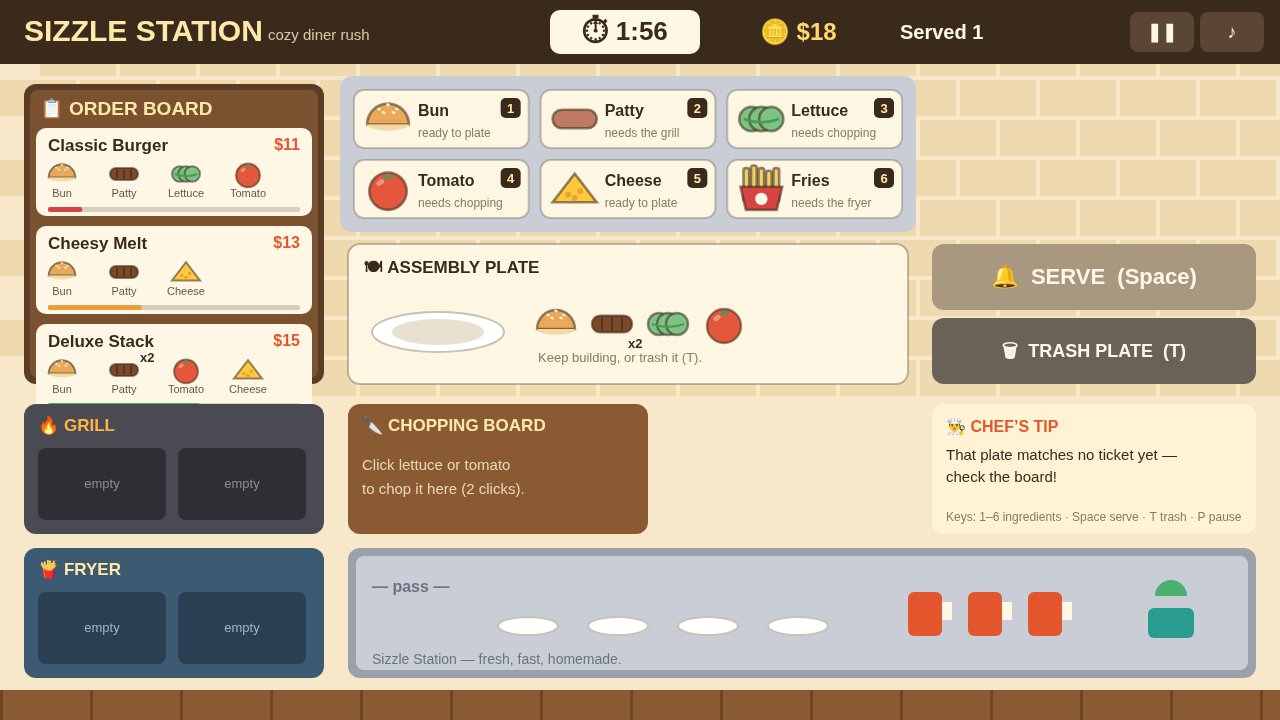 SIZZLE STATION cozy diner rush
1:56
$18
Served 1
ORDER BOARD
Classic Burger $11
Bun Patty Lettuce Tomato
Cheesy Melt $13
Bun Patty Cheese
Deluxe Stack $15
x2
Bun Patty Tomato Cheese
Bun 1
ready to plate
Patty 2
needs the grill
Lettuce 3
needs chopping
Tomato 4
needs chopping
Cheese 5
ready to plate
Fries 6
needs the fryer
ASSEMBLY PLATE
x2
Keep building, or trash it (T).
SERVE (Space)
TRASH PLATE (T)
GRILL
empty empty
CHOPPING BOARD
Click lettuce or tomato
to chop it here (2 clicks).
CHEF’S TIP
That plate matches no ticket yet —
check the board!
Keys: 1–6 ingredients · Space serve · T trash · P pause
FRYER
empty empty
— pass —
Sizzle Station — fresh, fast, homemade.